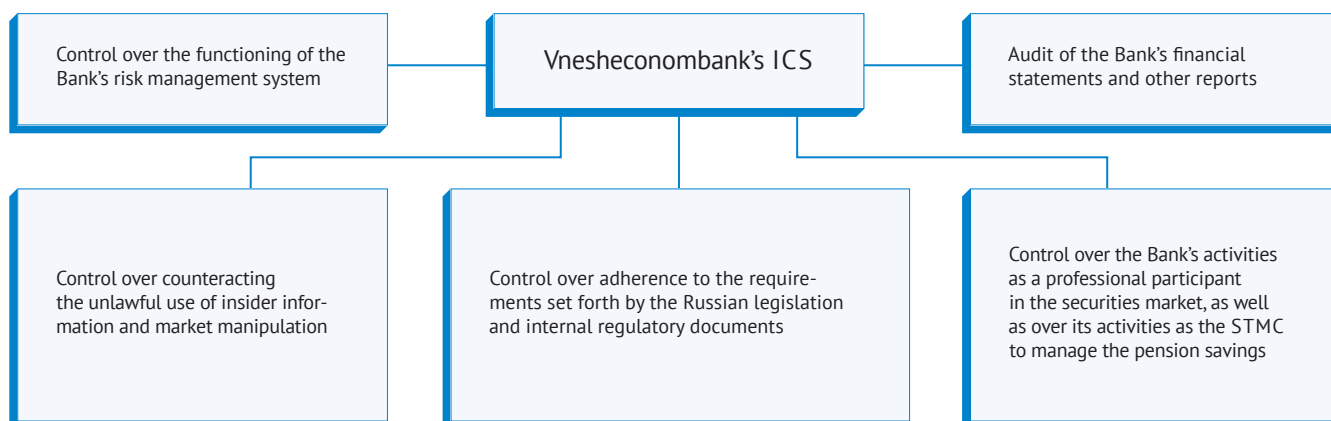 Control over the functioning of the
Bank’s risk management system
Vnesheconombank’s ICS
Audit of the Bank’s financial
statements and other reports
Control over counteracting
the unlawful use of insider infor-
mation and market manipulation
Control over adherence to the require-
ments set forth by the Russian legislation
and internal regulatory documents
Control over the Bank’s activities
as a professional participant
in the securities market, as well
as over its activities as the STMC
to manage the pension savings